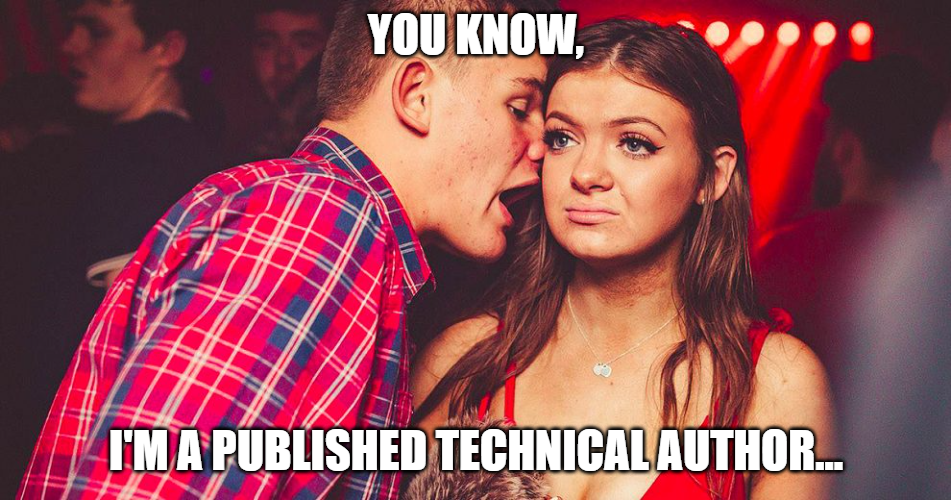 YOU KNOW,
I'M A PUBLISHED TECHNICAL AUTHOR...